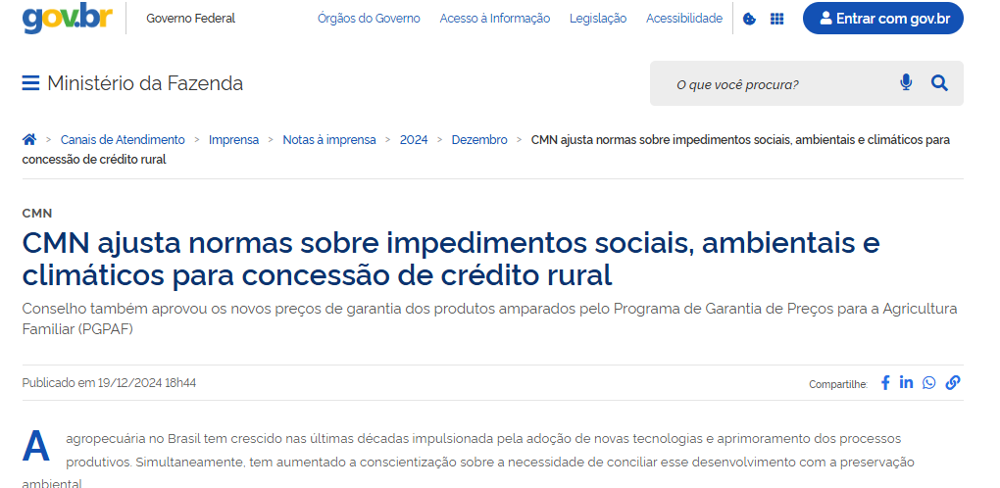 gov.br Governo Federal Órgãos do Governo Acesso à Informação Legislação Acessibilidade Entrar com gov.br
Ministério da Fazenda O que você procura?
> Canais de Atendimento > Imprensa > Notas à imprensa > 2024 > Dezembro > CMN ajusta normas sobre impedimentos sociais, ambientais e climáticos para
concessão de crédito rural
CMN
CMN ajusta normas sobre impedimentos sociais, ambientais e
climáticos para concessão de crédito rural
Conselho também aprovou os novos preços de garantia dos produtos amparados pelo Programa de Garantia de Preços para a Agricultura
Familiar (PGPAF)
Publicado em 19/12/2024 18h44 Compartilhe:
A agropecuária no Brasil tem crescido nas últimas décadas impulsionada pela adoção de novas tecnologias e aprimoramento dos processos
produtivos. Simultaneamente, tem aumentado a conscientização sobre a necessidade de conciliar esse desenvolvimento com a preservação
ambiental